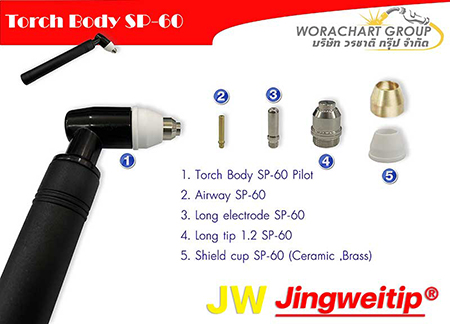 Torch Body SP-60
WORACHART GROUP
บริษัท วรชาติ กรุ๊ป จำกัด
2
3
1
4
5
1. Torch Body SP-60 Pilot
2. Airway SP-60
3. Long electrode SP-60
4. Long tip 1.2 SP-60
5. Shield cup SP-60 (Ceramic ,Brass)
JW Jingweitip®